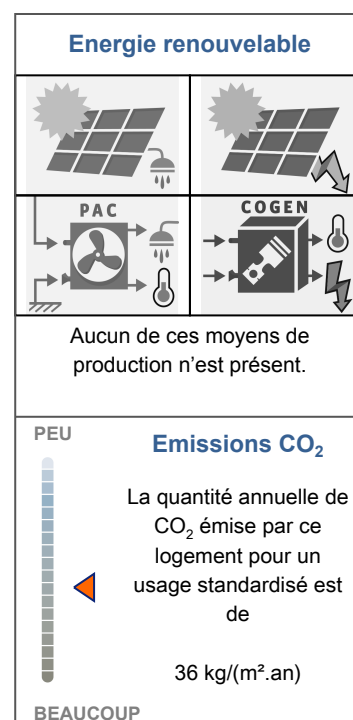 Energie renouvelable
PAC
COGEN
Aucun de ces moyens de
production n'est présent.
PEU
Emissions CO₂
La quantité annuelle de
CO₂ émise par ce
logement pour un
usage standardisé est
de
36 kg/(m².an)
BEAUCOUP